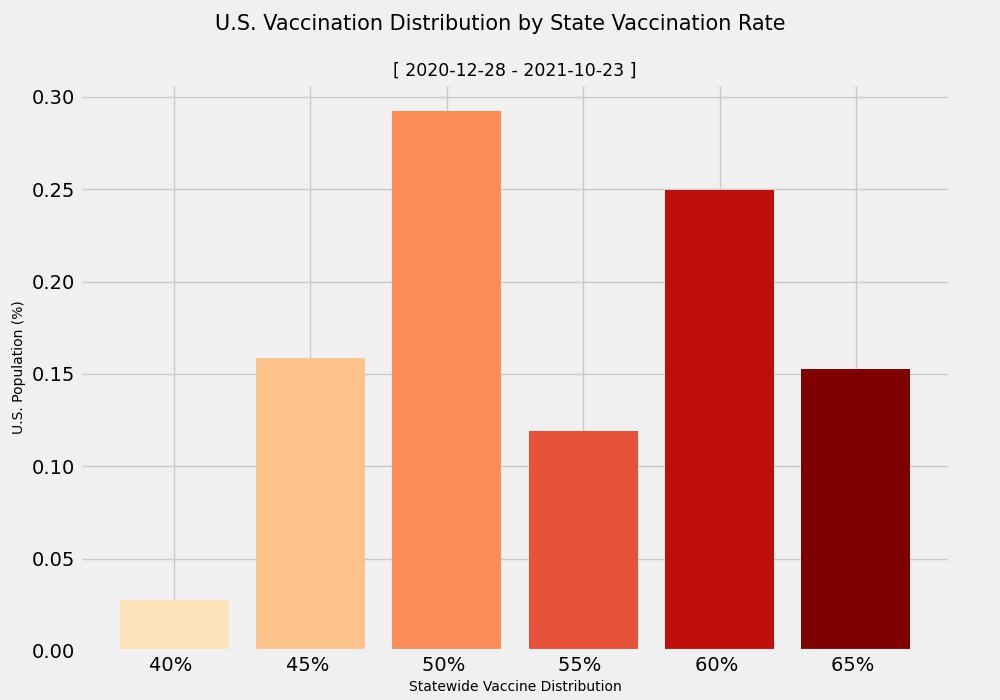 U.S. Vaccination Distribution by State Vaccination Rate
[ 2020-12-28 - 2021-10-23 ]
0.30
0.25
0.20
0.15
0.10
0.05
0.00
U.S. Population (%)
40% 45% 50% 55% 60% 65%
Statewide Vaccine Distribution